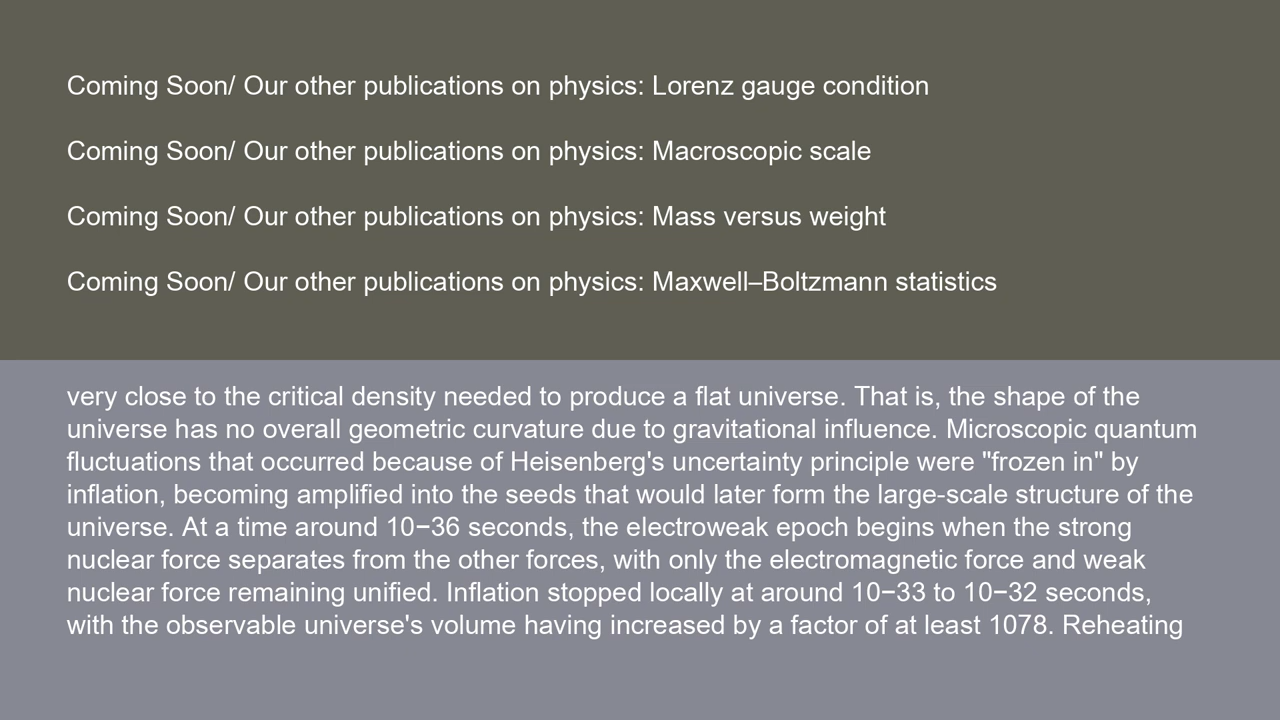 Coming Soon/ Our other publications on physics: Lorenz gauge condition
Coming Soon/ Our other publications on physics: Macroscopic scale
Coming Soon/ Our other publications on physics: Mass versus weight
Coming Soon/ Our other publications on physics: Maxwell–Boltzmann statistics
very close to the critical density needed to produce a flat universe. That is, the shape of the
universe has no overall geometric curvature due to gravitational influence. Microscopic quantum
fluctuations that occurred because of Heisenberg's uncertainty principle were "frozen in" by
inflation, becoming amplified into the seeds that would later form the large-scale structure of the
universe. At a time around 10−36 seconds, the electroweak epoch begins when the strong
nuclear force separates from the other forces, with only the electromagnetic force and weak
nuclear force remaining unified. Inflation stopped locally at around 10−33 to 10−32 seconds,
with the observable universe's volume having increased by a factor of at least 1078. Reheating